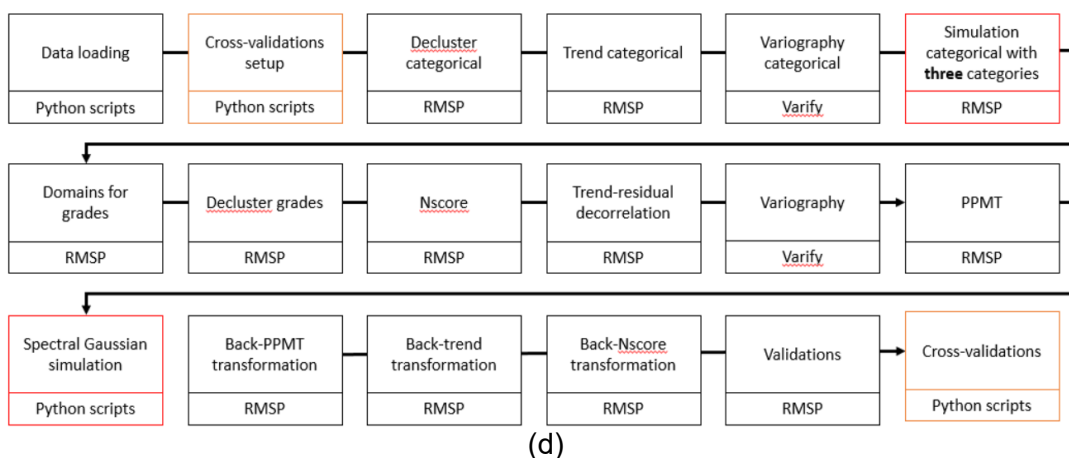 Data loading
Python scripts
Cross-validations
setup
Python scripts
Decluster
categorical
RMSP
Trend categorical
RMSP
Variography
categorical
Varify
Simulation
categorical with
three categories
RMSP
Domains for
grades
RMSP
Decluster grades
RMSP
Nscore
RMSP
Trend-residual
decorrelation
RMSP
Variography
Varify
PPMT
RMSP
Spectral Gaussian
simulation
Python scripts
Back-PPMT
transformation
RMSP
Back-trend
transformation
RMSP
Back-Nscore
transformation
RMSP
Validations
RMSP
Cross-validations
Python scripts
(d)